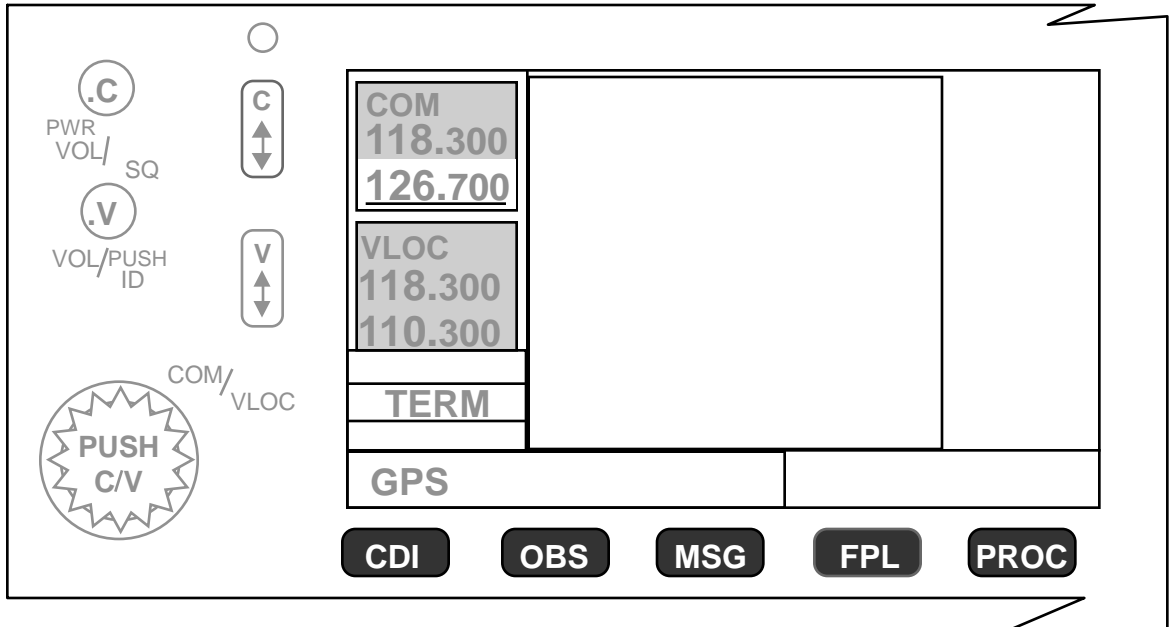 .C
PWR
VOL/
SQ
.V
VOL/PUSH
ID
C
V
COM/
VLOC
PUSH
C/V
COM
118.300
126.700
VLOC
118.300
110.300
TERM
GPS
CDI OBS MSG FPL PROC